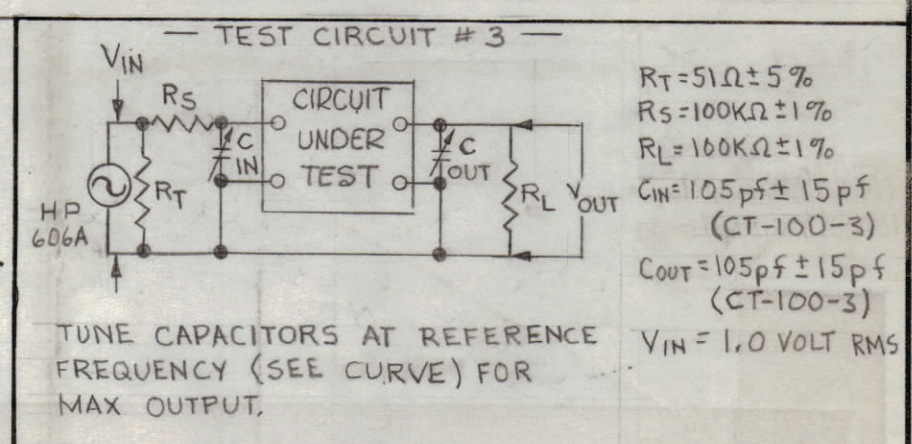 — TEST CIRCUIT # 3 —
VIN
RS
CIRCUIT
UNDER
TEST
C
IN
C
OUT
RT
RL
VOUT
HP
606A
RT = 51Ω ± 5%
RS = 100KΩ ± 1%
RL = 100KΩ ± 1%
CIN = 105pf ± 15pf
(CT-100-3)
COUT = 105pf ± 15pf
(CT-100-3)
VIN = 1.0 VOLT RMS
TUNE CAPACITORS AT REFERENCE
FREQUENCY (SEE CURVE) FOR
MAX OUTPUT.